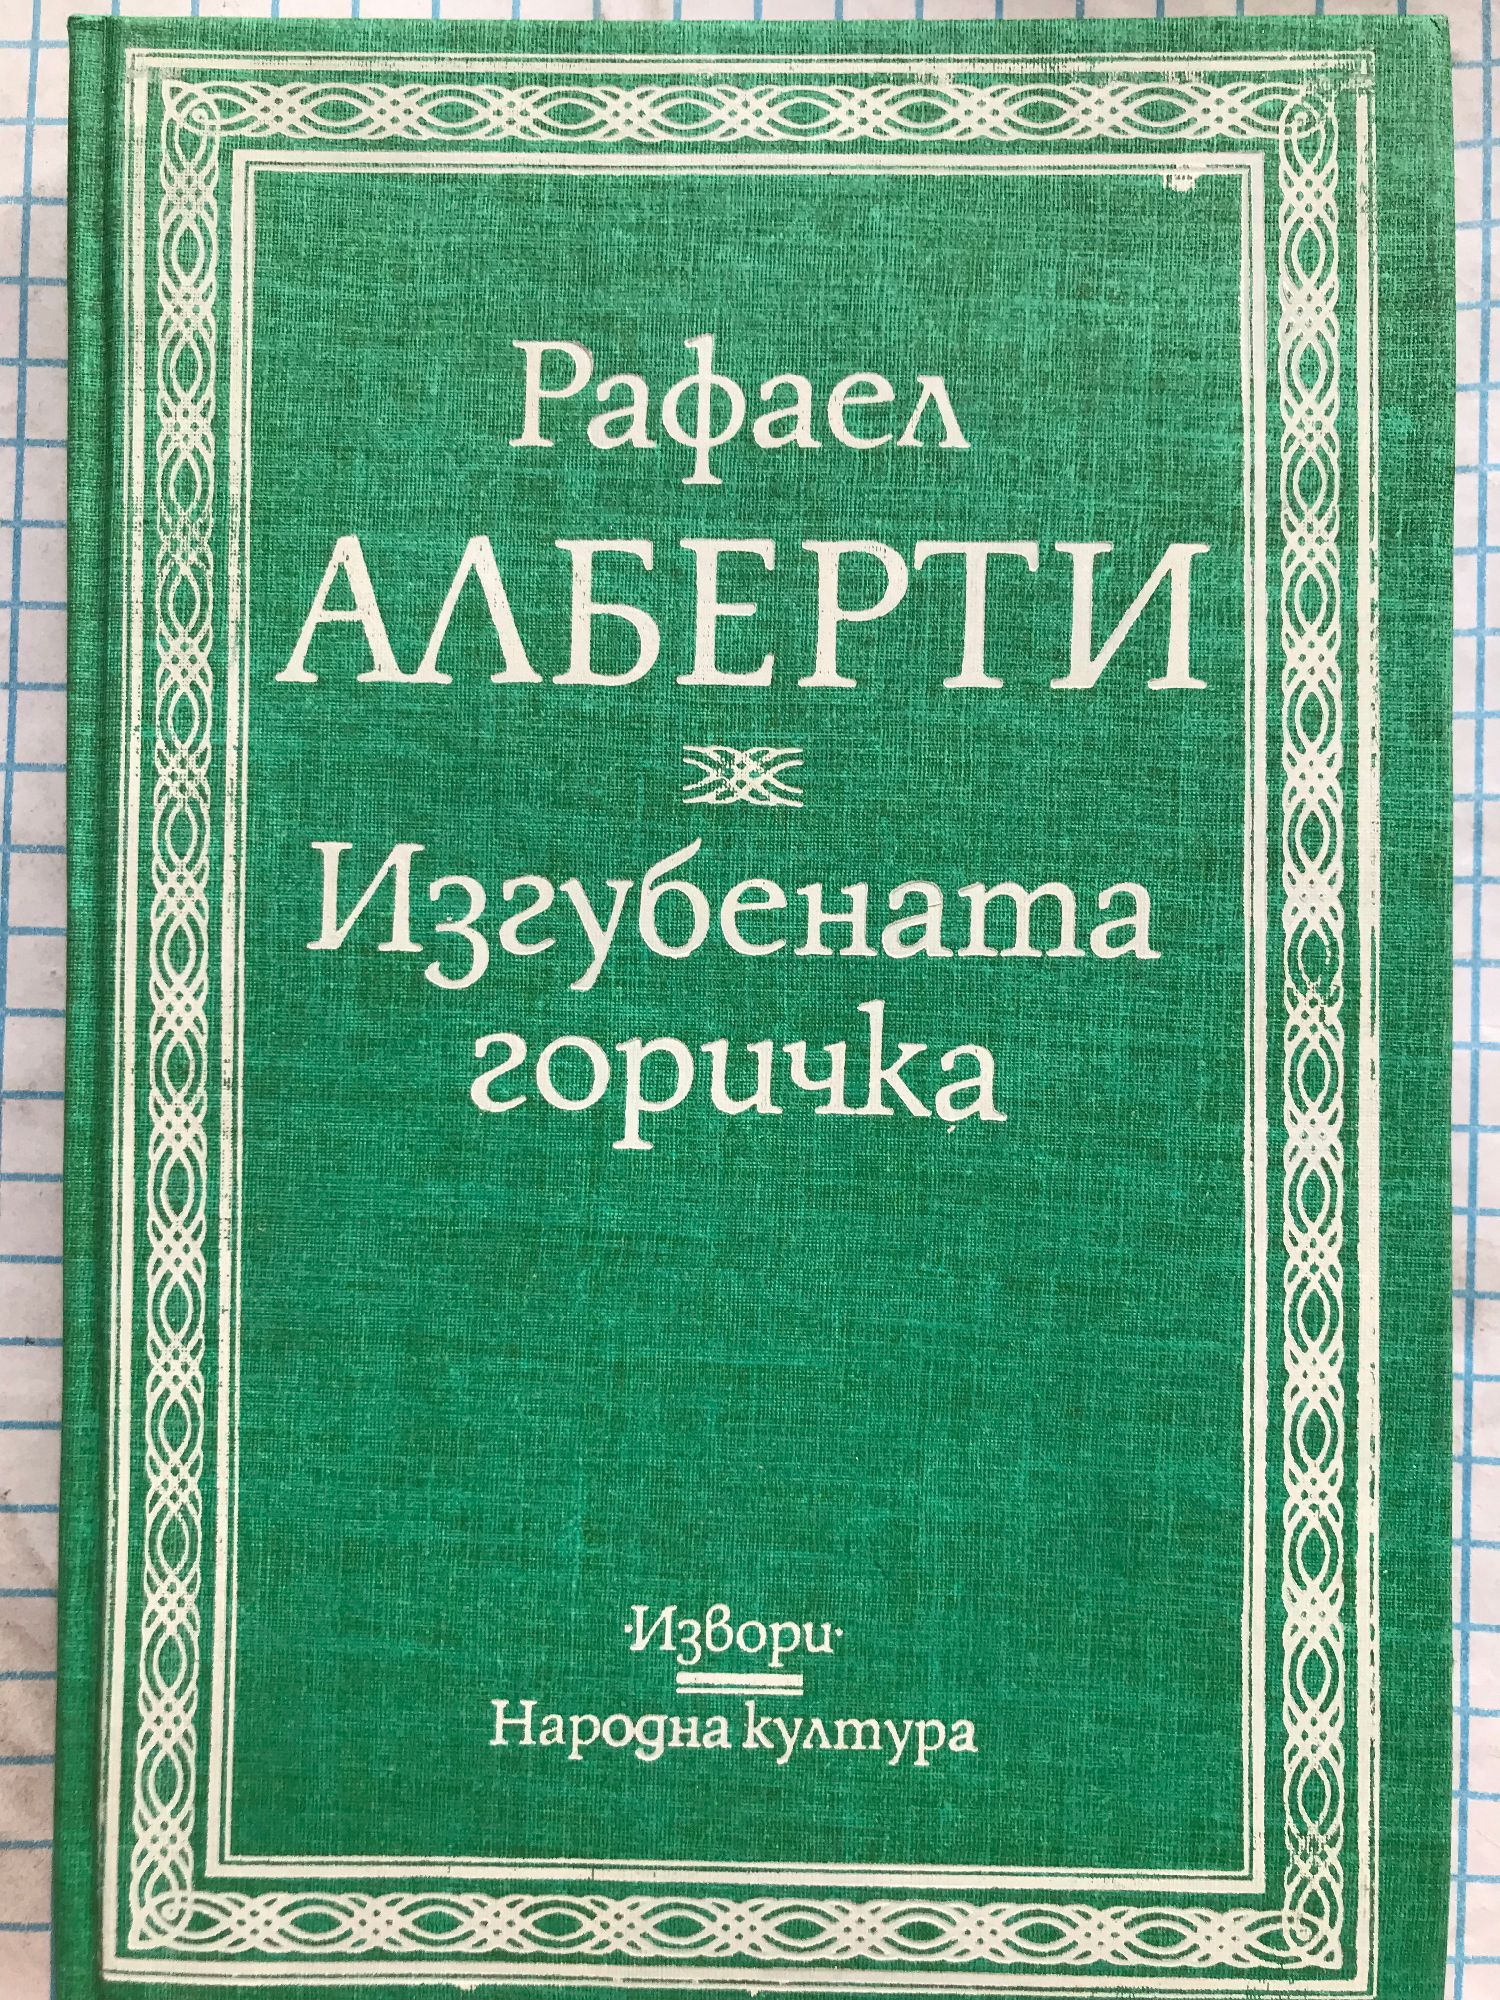 Рафаел
АЛБЕРТИ
Изгубената
горичка
·Извори·
Народна култура